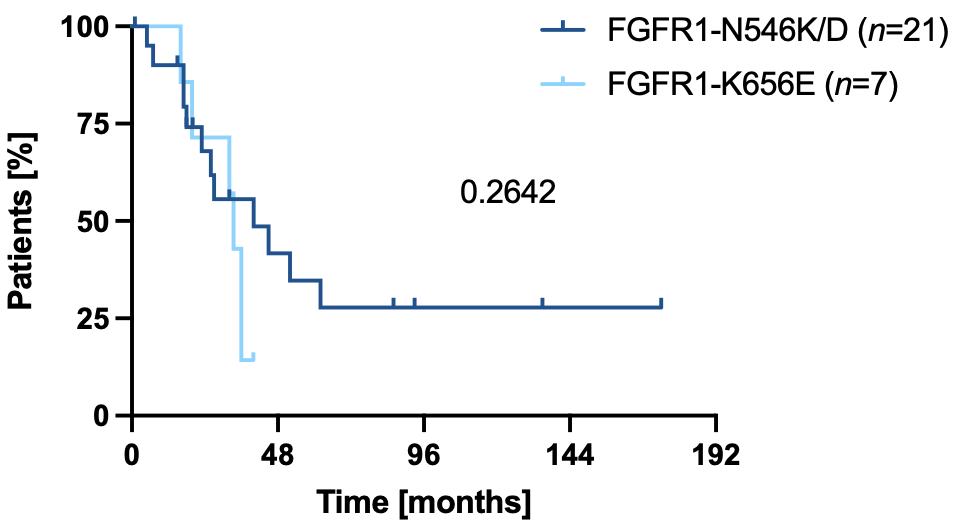 FGFR1-N546K/D (n=21)
FGFR1-K656E (n=7)
100
75
50
25
0
Patients [%]
0.2642
0 48 96 144 192
Time [months]